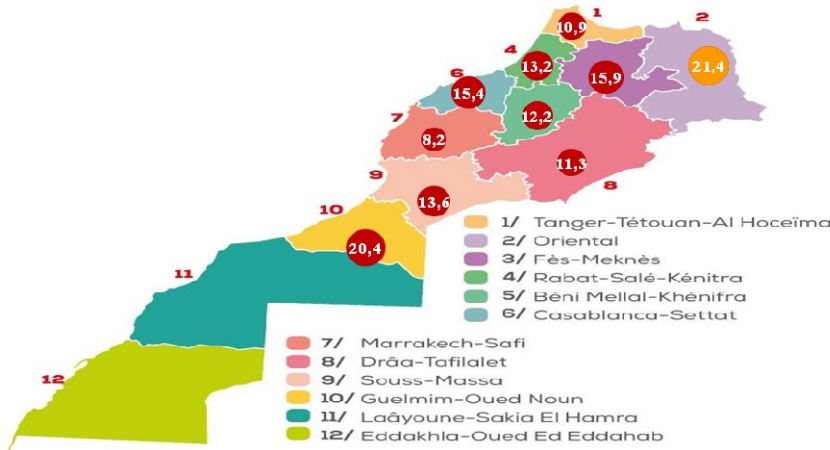 1
2
10,9
4
13,2
21,4
15,9
6
15,4
12,2
7
8,2
11,3
9
13,6
8
10
20,4
11
12
1/ Tanger-Tétouan-Al Hoceïma
2/ Oriental
3/ Fès-Meknès
4/ Rabat-Salé-Kénitra
5/ Béni Mellal-Khénifra
6/ Casablanca-Settat
7/ Marrakech-Safi
8/ Drâa-Tafilalet
9/ Souss-Massa
10/ Guelmim-Oued Noun
11/ Laâyoune-Sakia El Hamra
12/ Eddakhla-Oued Ed Eddahab